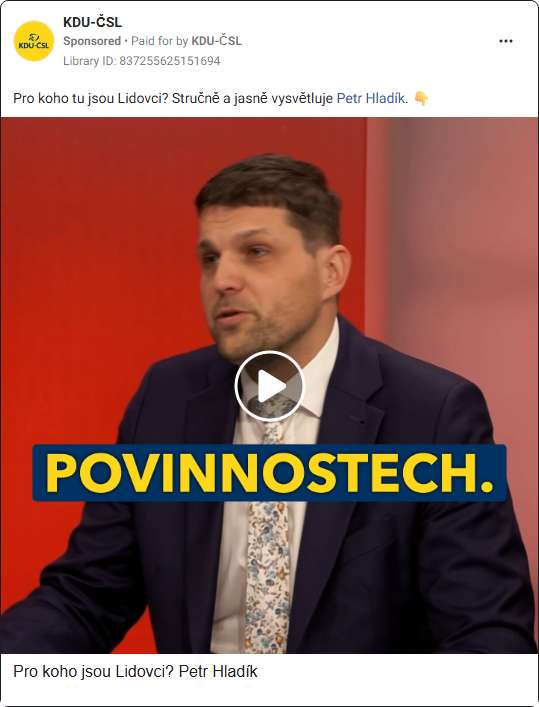 KDU-ČSL
KDU-ČSL
Sponsored • Paid for by KDU-ČSL
Library ID: 837255625151694
Pro koho tu jsou Lidovci? Stručně a jasně vysvětluje Petr Hladík. 👇
POVINNOSTECH.
Pro koho jsou Lidovci? Petr Hladík